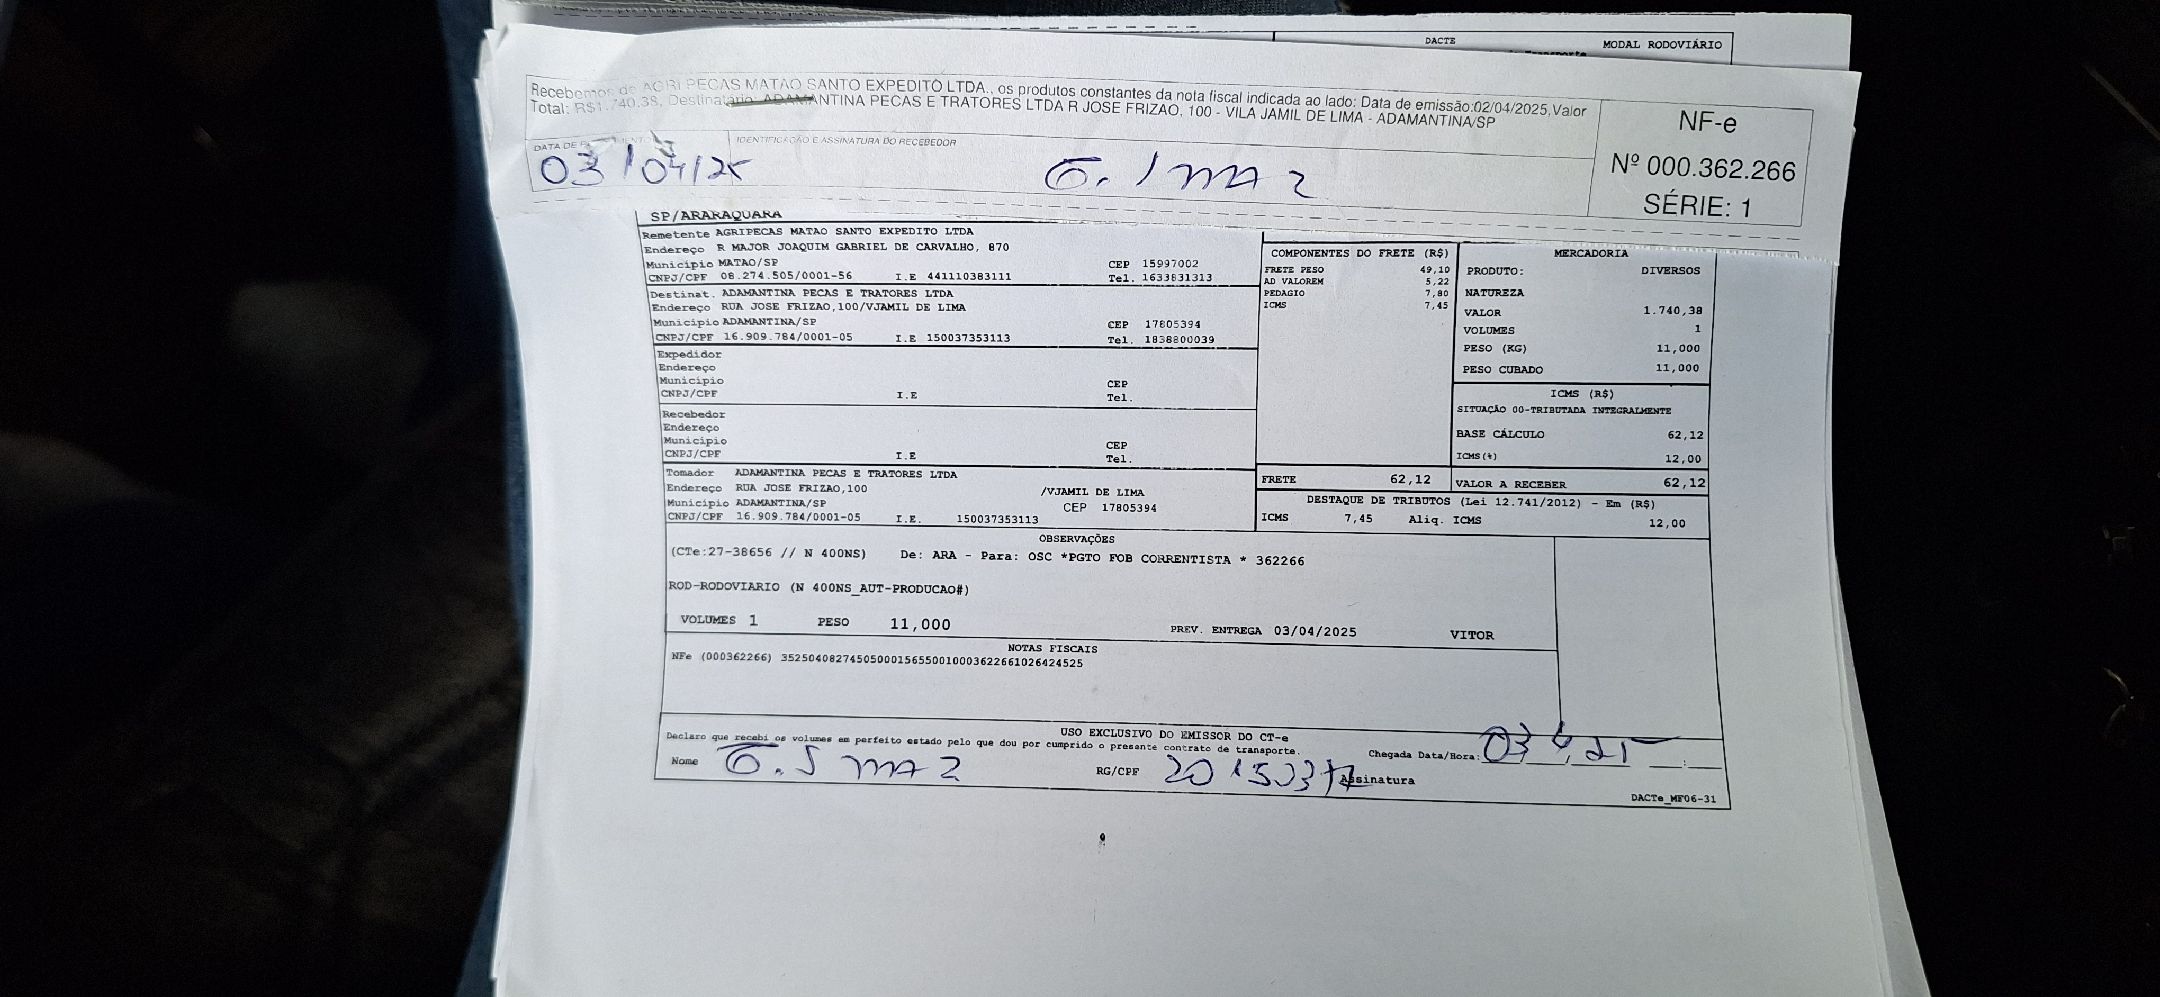 DACTE
MODAL RODOVIÁRIO
Recebemos de AGRI PECAS MATAO SANTO EXPEDITO LTDA., os produtos constantes da nota fiscal indicada ao lado: Data de emissão:02/04/2025,Valor
Total: R$1.740,38, Destinatário: ADAMANTINA PECAS E TRATORES LTDA R JOSE FRIZAO, 100 - VILA JAMIL DE LIMA - ADAMANTINA/SP
NF-e
Nº 000.362.266
SÉRIE: 1
DATA DE
IDENTIFICAÇÃO E ASSINATURA DO RECEBEDOR
03/04/25
SP/ARARAQUARA
Remetente AGRIPECAS MATAO SANTO EXPEDITO LTDA
Endereço R MAJOR JOAQUIM GABRIEL DE CARVALHO, 870
Município MATAO/SP CEP 15997002
CNPJ/CPF 08.274.505/0001-56 I.E 441110383111 Tel. 1633831313
Destinat. ADAMANTINA PECAS E TRATORES LTDA
Endereço RUA JOSE FRIZAO,100/VJAMIL DE LIMA
Município ADAMANTINA/SP CEP 17805394
CNPJ/CPF 16.909.784/0001-05 I.E 150037353113 Tel. 1838800039
Expedidor
Endereço
Município CEP
CNPJ/CPF I.E Tel.
Recebedor
Endereço
Município CEP
CNPJ/CPF I.E Tel.
Tomador ADAMANTINA PECAS E TRATORES LTDA
Endereço RUA JOSE FRIZAO,100 /VJAMIL DE LIMA
Município ADAMANTINA/SP CEP 17805394
CNPJ/CPF 16.909.784/0001-05 I.E. 150037353113
COMPONENTES DO FRETE (R$)
FRETE PESO 49,10
AD VALOREM 5,22
PEDAGIO 7,80
ICMS 7,45
FRETE 62,12
MERCADORIA
PRODUTO: DIVERSOS
NATUREZA
VALOR 1.740,38
VOLUMES 1
PESO (KG) 11,000
PESO CUBADO 11,000
ICMS (R$)
SITUAÇÃO 00-TRIBUTADA INTEGRALMENTE
BASE CÁLCULO 62,12
ICMS(%) 12,00
VALOR A RECEBER 62,12
DESTAQUE DE TRIBUTOS (Lei 12.741/2012) - Em (R$)
ICMS 7,45 Aliq. ICMS 12,00
OBSERVAÇÕES
(CTe:27-38656 // N 400NS) De: ARA - Para: OSC *PGTO FOB CORRENTISTA * 362266
ROD-RODOVIARIO (N 400NS_AUT-PRODUCAO#)
VOLUMES 1 PESO 11,000 PREV. ENTREGA 03/04/2025 VITOR
NOTAS FISCAIS
NFe (000362266) 35250408274505000156550010003622661026424525
USO EXCLUSIVO DO EMISSOR DO CT-e
Declaro que recebi os volumes em perfeito estado pelo que dou por cumprido o presente contrato de transporte.
Chegada Data/Hora: 03
Nome
RG/CPF
Assinatura
DACTe_MF06-31